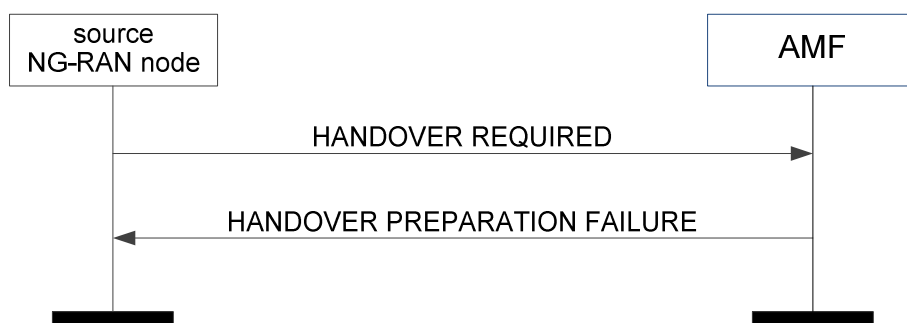 source
NG-RAN node
AMF
HANDOVER REQUIRED
HANDOVER PREPARATION FAILURE